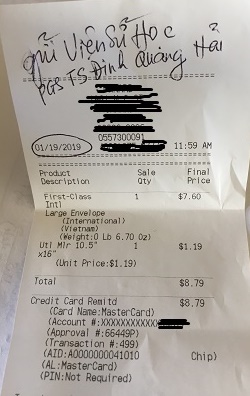 gửi Viện Sử Học
PGS TS Đinh Quang Hải
0557300091
01/19/2019 11:59 AM
Product Sale Final
Description Qty Price
First-Class 1 $7.60
Intl
Large Envelope
(International)
(Vietnam)
(Weight:0 Lb 6.70 Oz)
Utl Mlr 10.5" 1 $1.19
x16"
(Unit Price:$1.19)
Total $8.79
Credit Card Remitd $8.79
(Card Name:MasterCard)
(Account #:XXXXXXXXXXXX
(Approval #:66449P)
(Transaction #:499)
(AID:A0000000041010 Chip)
(AL:MasterCard)
(PIN:Not Required)